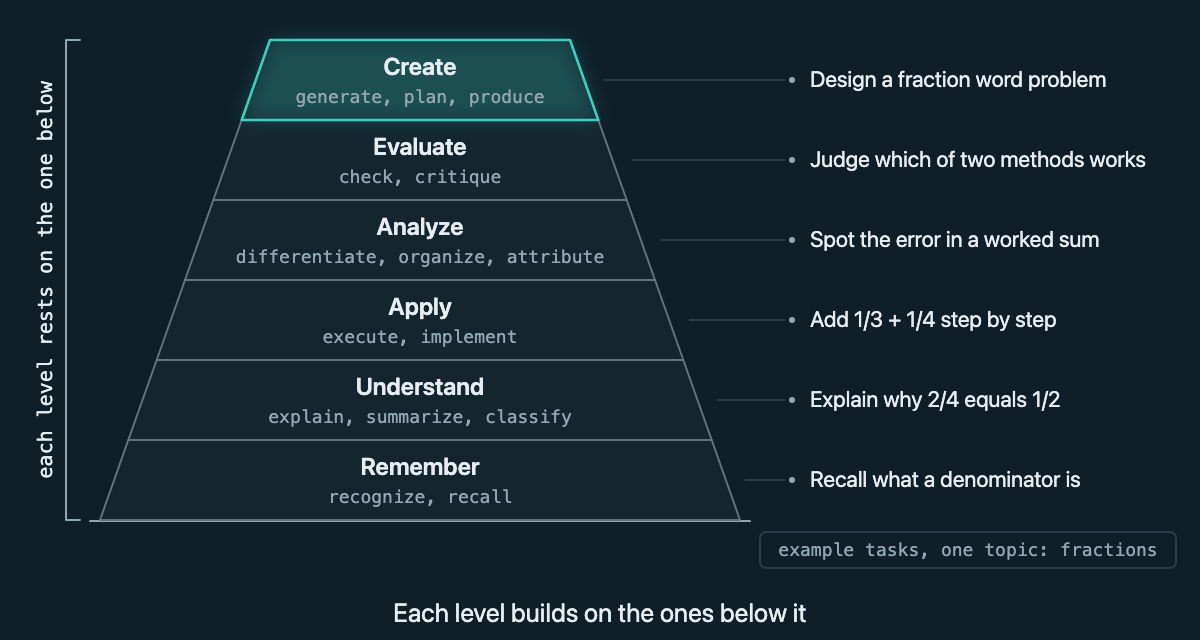 each level rests on the one below
Create
generate, plan, produce
Design a fraction word problem
Evaluate
check, critique
Judge which of two methods works
Analyze
differentiate, organize, attribute
Spot the error in a worked sum
Apply
execute, implement
Add 1/3 + 1/4 step by step
Understand
explain, summarize, classify
Explain why 2/4 equals 1/2
Remember
recognize, recall
Recall what a denominator is
example tasks, one topic: fractions
Each level builds on the ones below it